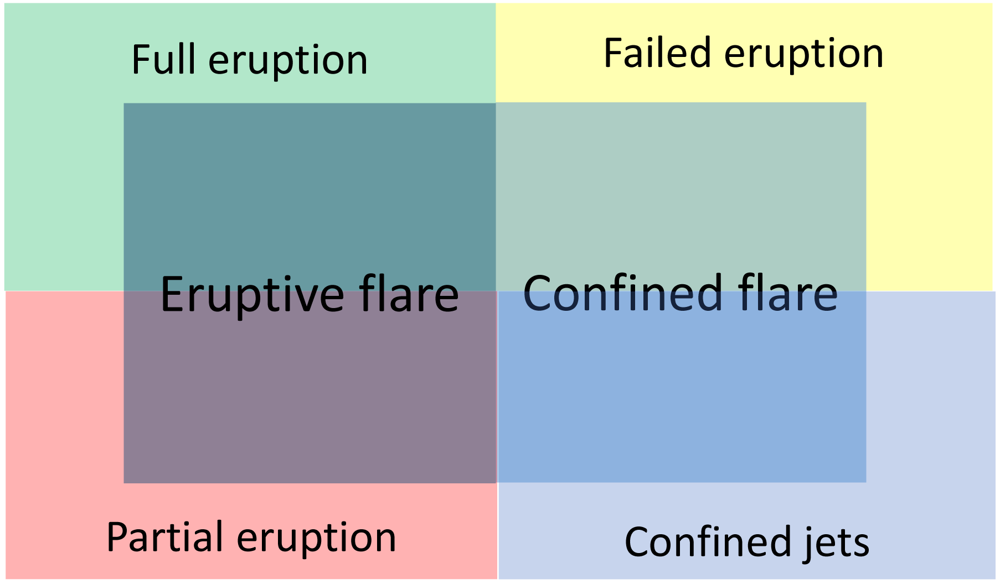 Full eruption
Failed eruption
Eruptive flare
Confined flare
Partial eruption
Confined jets